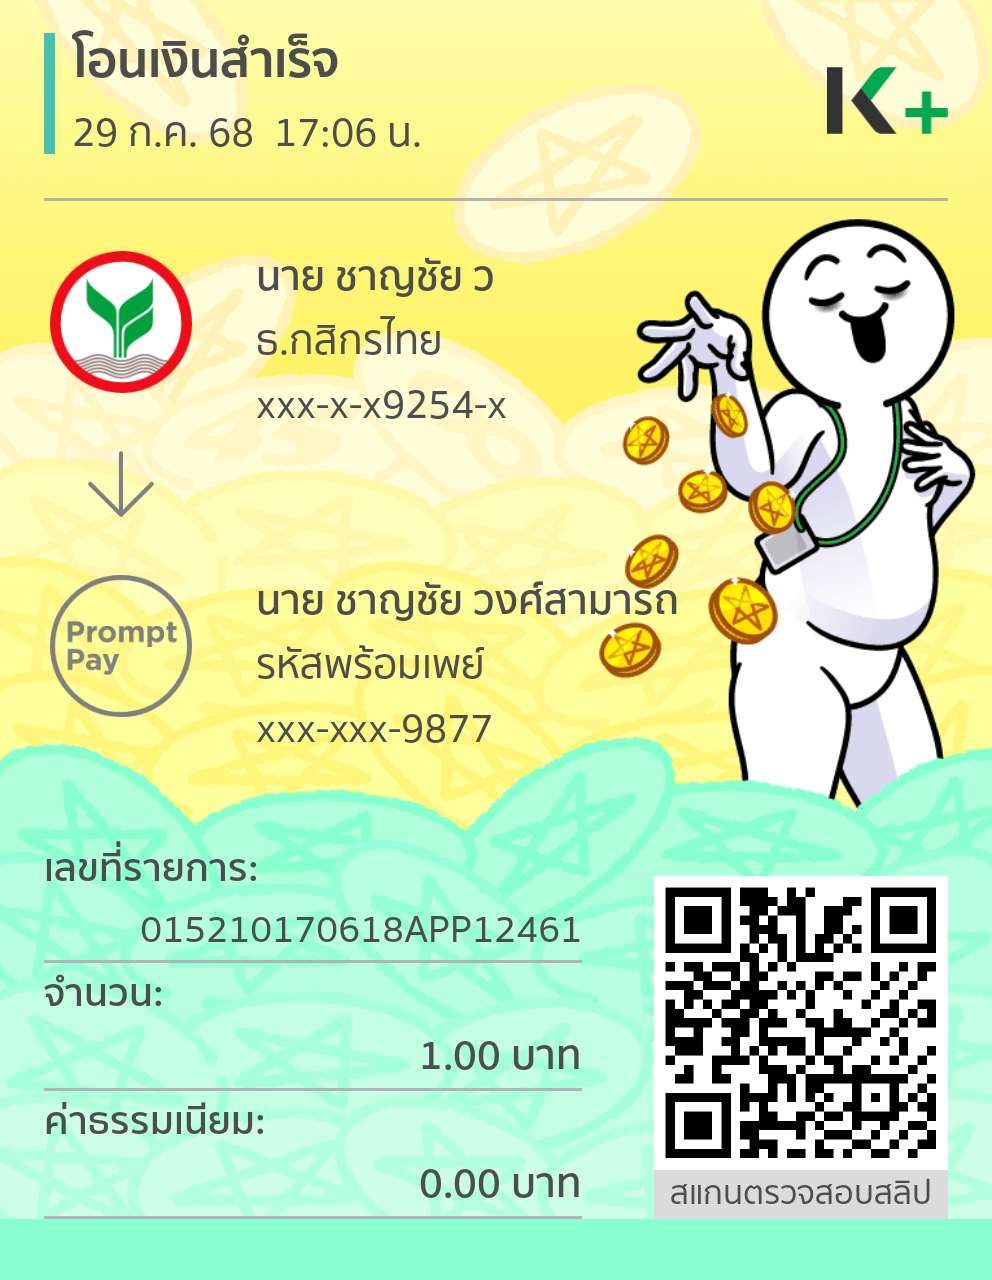 โอนเงินสำเร็จ
29 ก.ค. 68 17:06 น.
K+
นาย ชาญชัย ว
ธ.กสิกรไทย
xxx-x-x9254-x
Prompt
Pay
นาย ชาญชัย วงศ์สามารถ
รหัสพร้อมเพย์
xxx-xxx-9877
เลขที่รายการ:
015210170618APP12461
จำนวน:
1.00 บาท
ค่าธรรมเนียม:
0.00 บาท
สแกนตรวจสอบสลิป